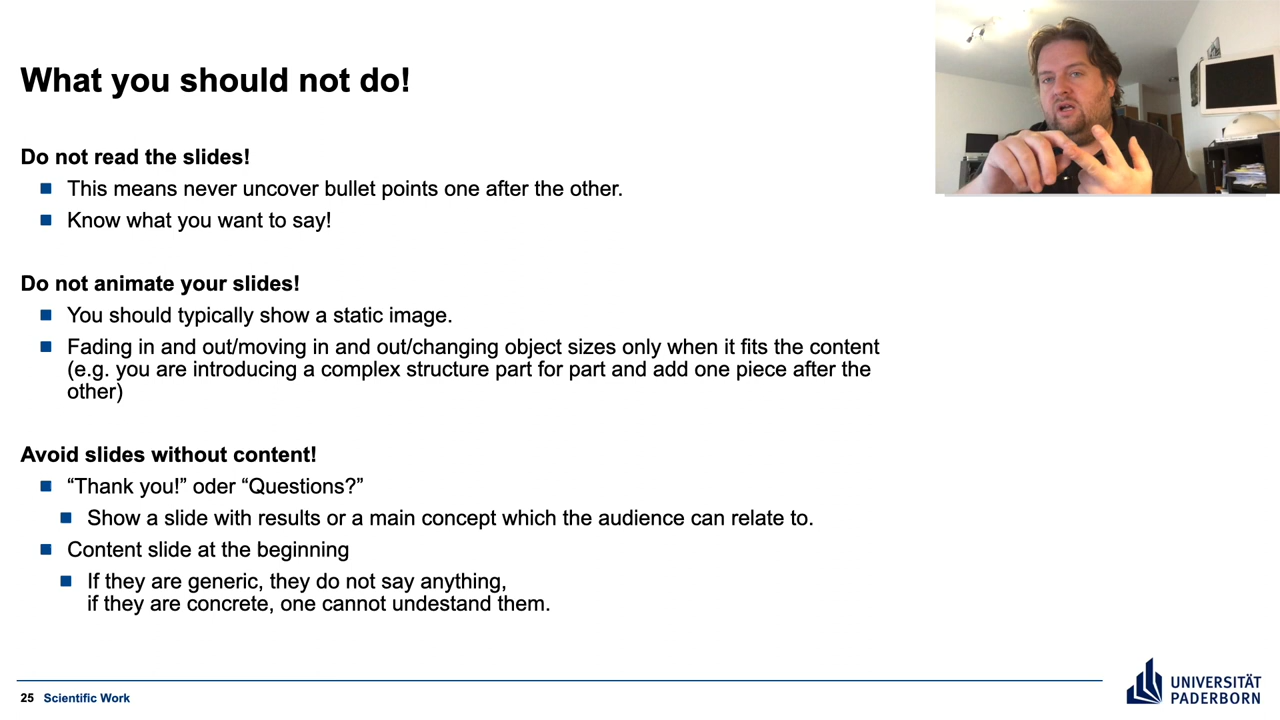 What you should not do!
Do not read the slides!
This means never uncover bullet points one after the other.
Know what you want to say!
Do not animate your slides!
You should typically show a static image.
Fading in and out/moving in and out/changing object sizes only when it fits the content
(e.g. you are introducing a complex structure part for part and add one piece after the
other)
Avoid slides without content!
“Thank you!” oder “Questions?”
Show a slide with results or a main concept which the audience can relate to.
Content slide at the beginning
If they are generic, they do not say anything,
if they are concrete, one cannot undestand them.
25 Scientific Work
UNIVERSITÄT
PADERBORN